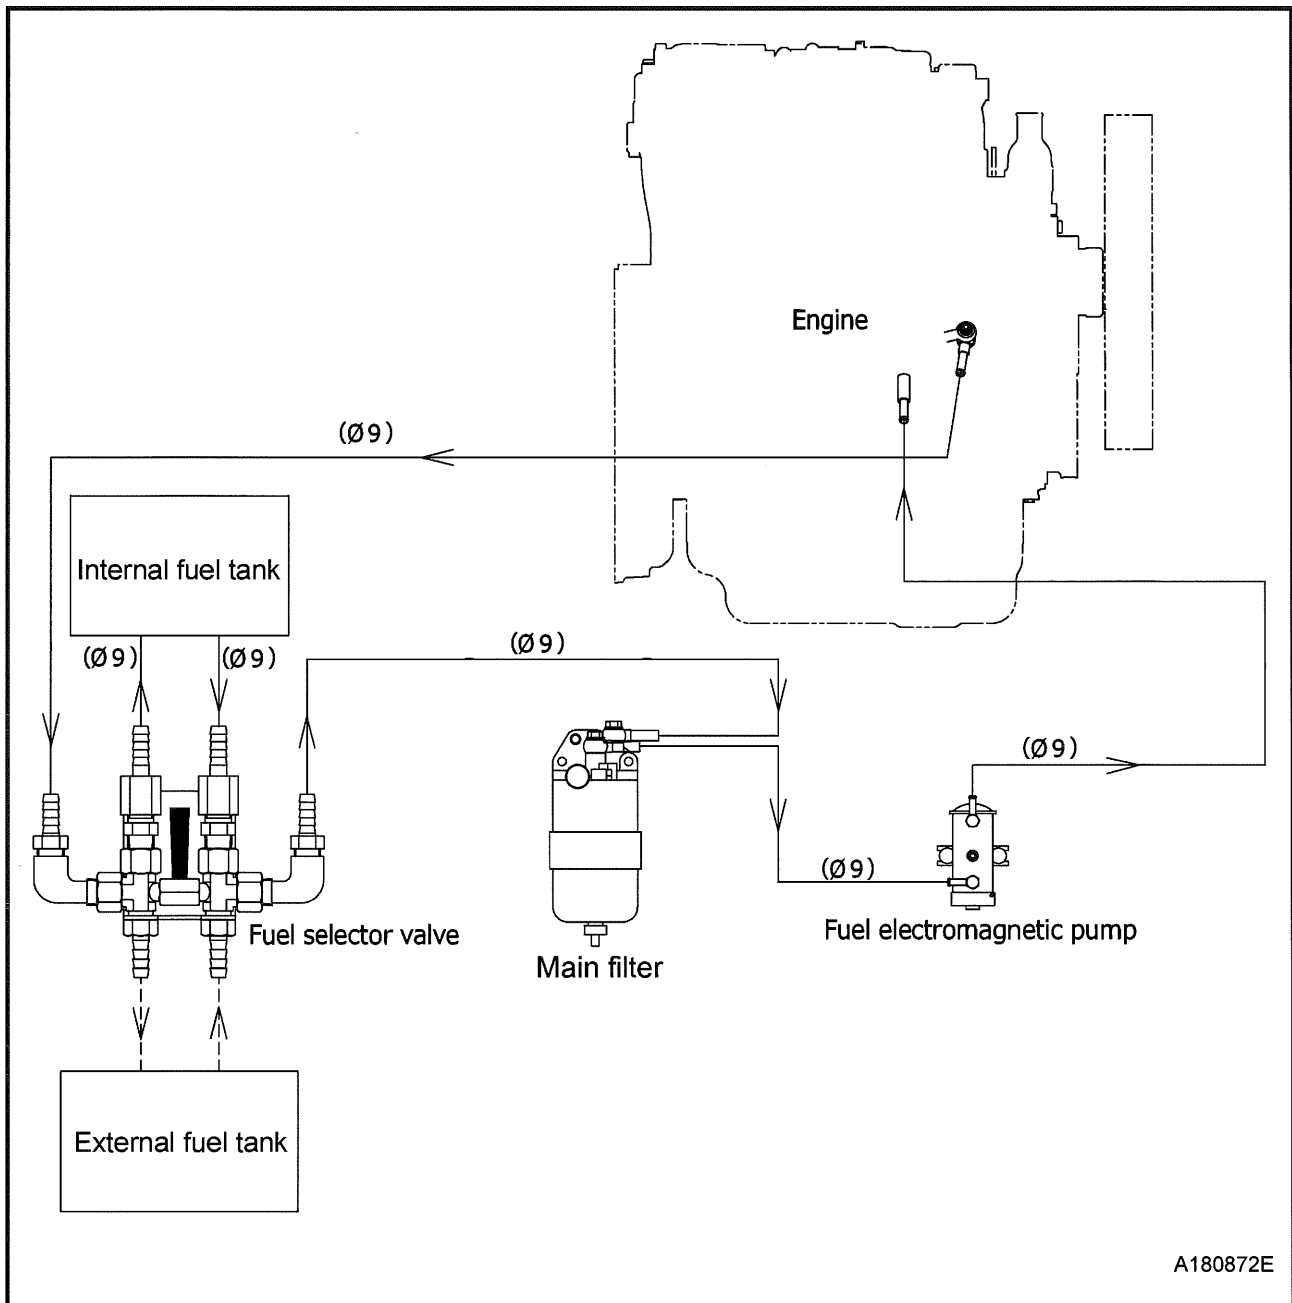 Engine
(Ø9)
Internal fuel tank
(Ø9)
(Ø9)
(Ø9)
(Ø9)
(Ø9)
Fuel selector valve
Fuel electromagnetic pump
Main filter
External fuel tank
A180872E